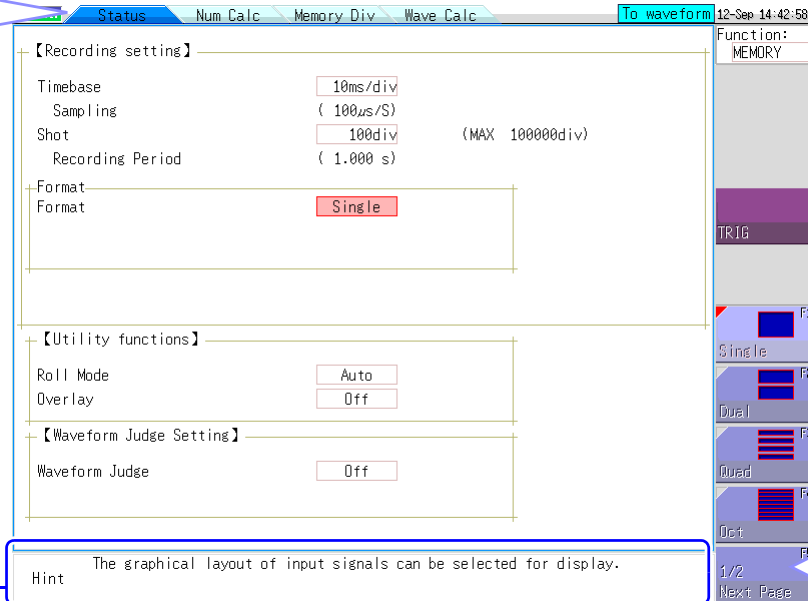 Status Num Calc Memory Div Wave Calc To waveform 12-Sep 14:42:58
Function:
MEMORY
【Recording setting】
Timebase 10ms/div
Sampling ( 100µs/S)
Shot 100div (MAX 100000div)
Recording Period ( 1.000 s)
Format
Format Single
TRIG
【Utility functions】
Roll Mode Auto
Overlay Off
【Waveform Judge Setting】
Waveform Judge Off
Single
Dual
Quad
Oct
1/2
Next Page
Hint The graphical layout of input signals can be selected for display.